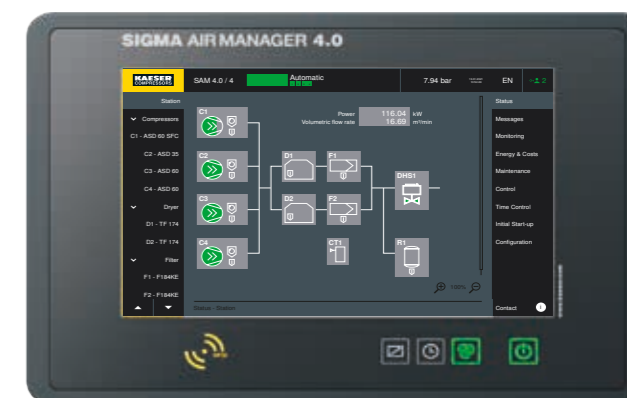 SIGMA AIR MANAGER 4.0
KAESER
COMPRESSORS
SAM 4.0 / 4
Automatic
7.94 bar
EN
2
Station
Compressors
C1 - ASD 60 SFC
C2 - ASD 35
C3 - ASD 60
C4 - ASD 60
Dryer
D1 - TF 174
D2 - TF 174
Filter
F1 - F184KE
F2 - F184KE
Power 116.04 kW
Volumetric flow rate 16.69 m³/min
C1
C2
C3
C4
D1
D2
F1
F2
CT1
DHS1
R1
100%
Status - Station
Status
Messages
Monitoring
Energy & Costs
Maintenance
Control
Time Control
Initial Start-up
Configuration
Contact
i